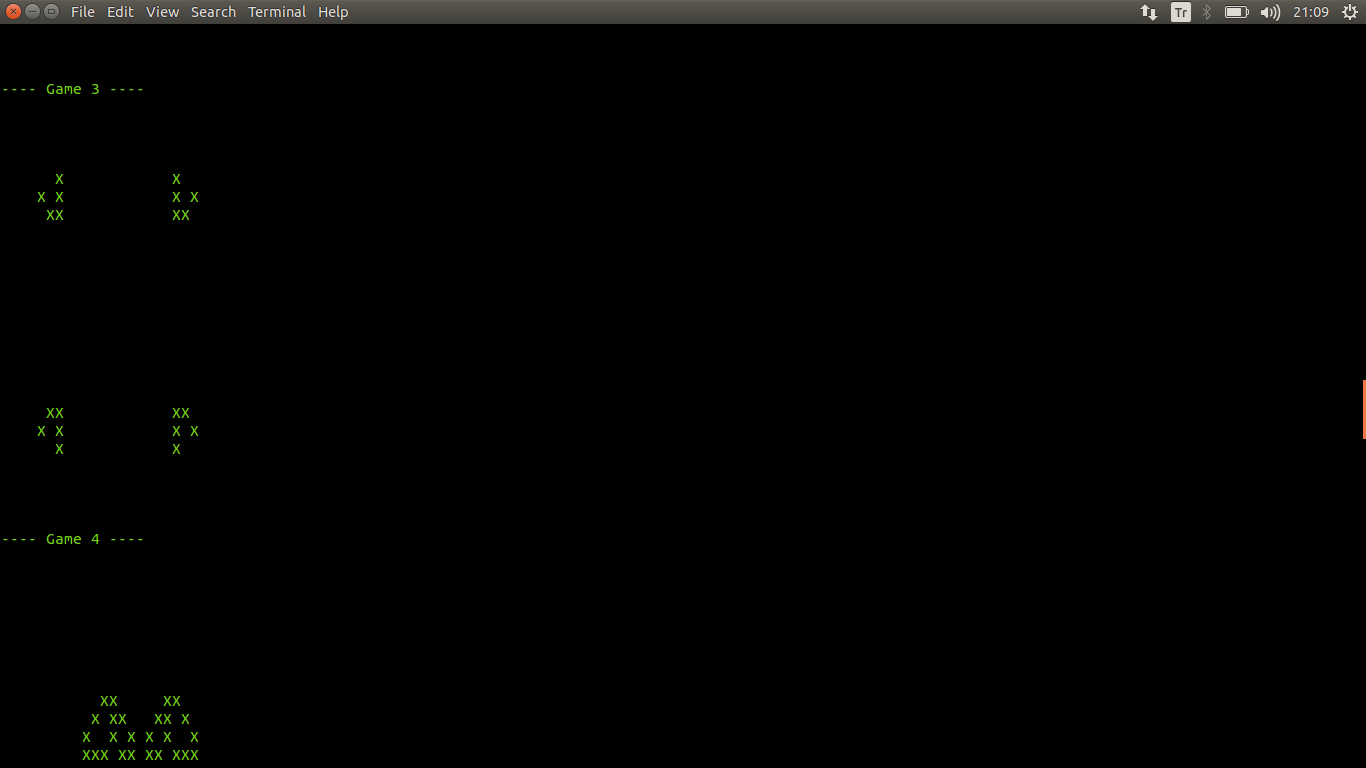 File Edit View Search Terminal Help Tr 21:09
---- Game 3 ----
      X            X
    X X            X X
     XX            XX
     XX            XX
    X X            X X
      X            X
---- Game 4 ----
           XX     XX
          X XX   XX X
         X  X X X X  X
         XXX XX XX XXX